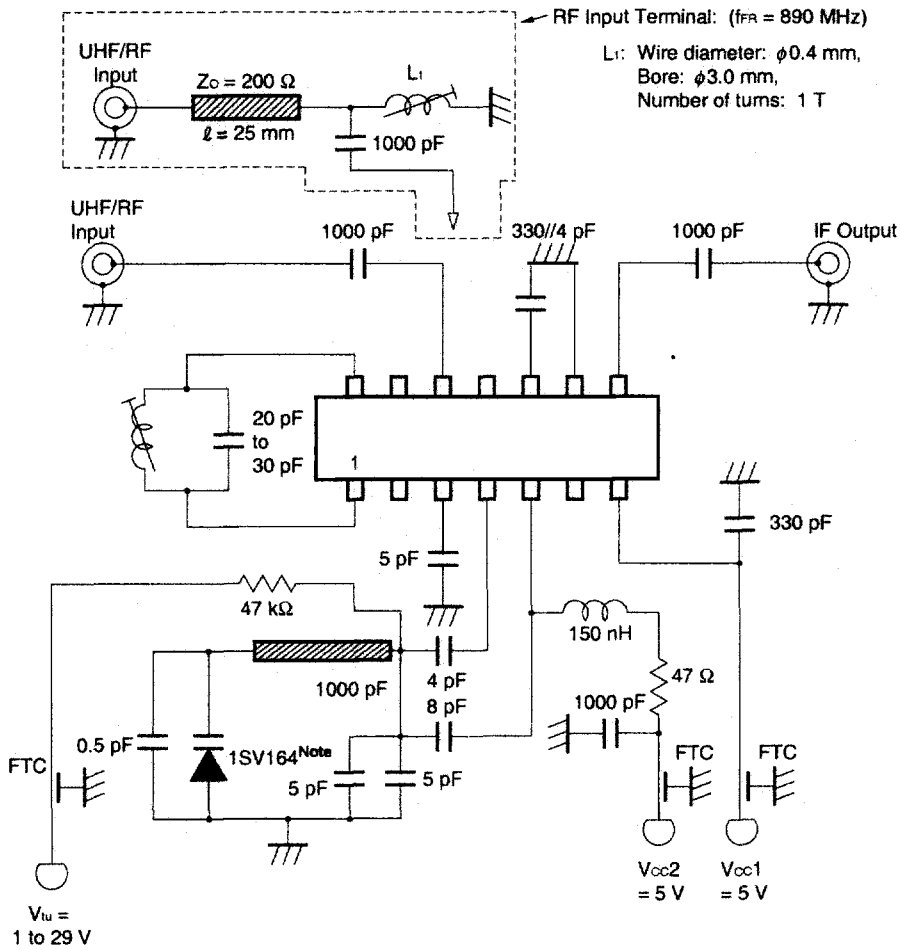 RF Input Terminal: (fFR = 890 MHz)
L1: Wire diameter: ϕ0.4 mm,
Bore: ϕ3.0 mm,
Number of turns: 1 T
UHF/RF
Input
ZO = 200 Ω
ℓ = 25 mm
L1
1000 pF
UHF/RF
Input
1000 pF
330//4 pF
1000 pF
IF Output
20 pF
to
30 pF
1
330 pF
5 pF
47 kΩ
150 nH
1000 pF
4 pF
8 pF
47 Ω
1000 pF
0.5 pF
1SV164Note
5 pF
5 pF
FTC
FTC
FTC
VCC2
= 5 V
VCC1
= 5 V
Vtu =
1 to 29 V